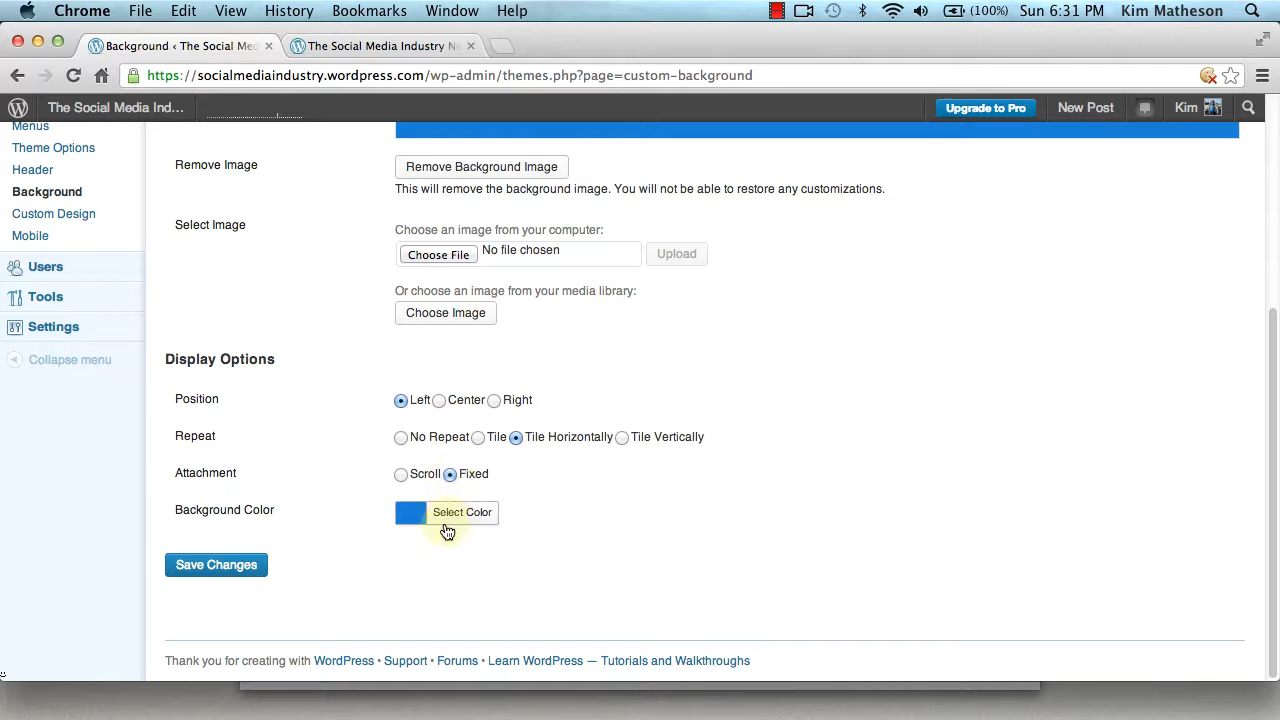 Chrome File Edit View History Bookmarks Window Help (100%) Sun 6:31 PM Kim Matheson
Background ‹ The Social Med The Social Media Industry Ne
https://socialmediaindustry.wordpress.com/wp-admin/themes.php?page=custom-background
The Social Media Ind... Upgrade to Pro New Post Kim
Menus
Theme Options
Header
Background
Custom Design
Mobile
Users
Tools
Settings
Collapse menu
Remove Image Remove Background Image
This will remove the background image. You will not be able to restore any customizations.
Select Image Choose an image from your computer:
Choose File No file chosen Upload
Or choose an image from your media library:
Choose Image
Display Options
Position Left Center Right
Repeat No Repeat Tile Tile Horizontally Tile Vertically
Attachment Scroll Fixed
Background Color Select Color
Save Changes
Thank you for creating with WordPress • Support • Forums • Learn WordPress — Tutorials and Walkthroughs